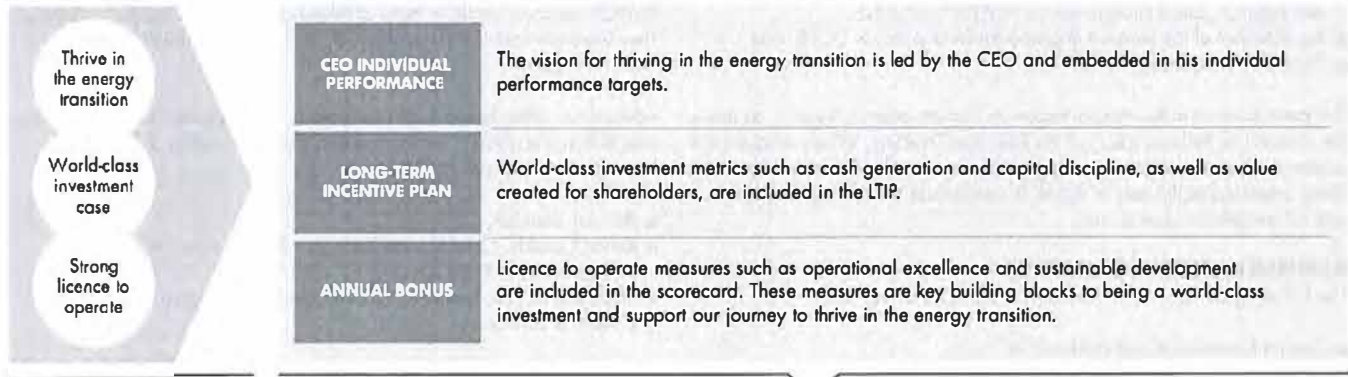 Thrive in
the energy
transition
World-class
investment
case
Strong
licence to
operate
CEO INDIVIDUAL
PERFORMANCE
The vision for thriving in the energy transition is led by the CEO and embedded in his individual
performance targets.
LONG-TERM
INCENTIVE PLAN
World-class investment metrics such as cash generation and capital discipline, as well as value
created for shareholders, are included in the LTIP.
ANNUAL BONUS
Licence to operate measures such as operational excellence and sustainable development
are included in the scorecard. These measures are key building blocks to being a world-class
investment and support our journey to thrive in the energy transition.